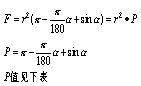 F = r²(π − π/180 α + sin α) = r² • P
P = π − π/180 α + sin α
P值见下表